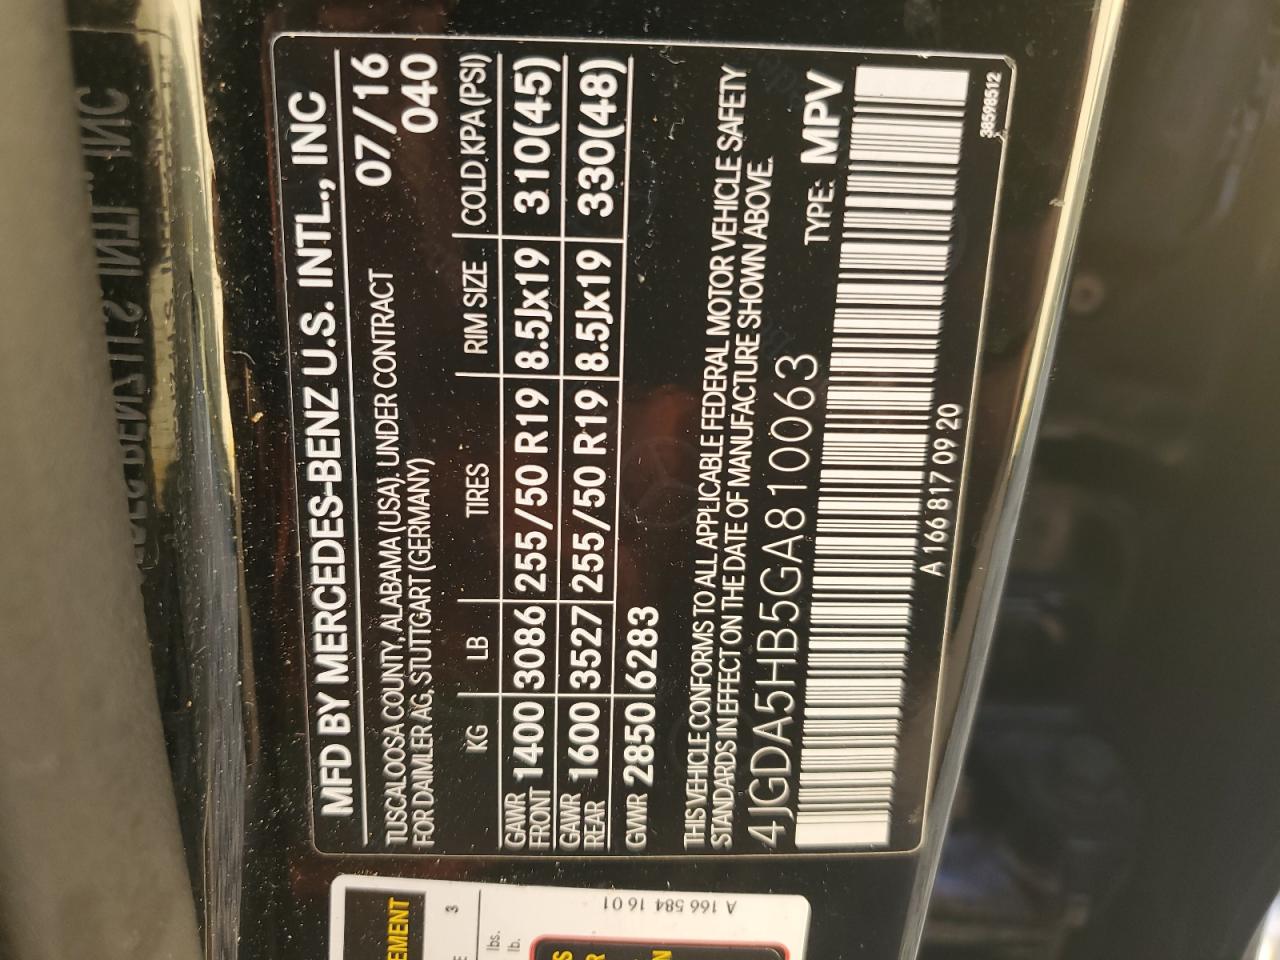 MFD BY MERCEDES-BENZ U.S. INTL., INC
TUSCALOOSA COUNTY, ALABAMA (USA). UNDER CONTRACT 07/16
FOR DAIMLER AG, STUTTGART (GERMANY) 040
KG LB TIRES RIM SIZE COLD.KPA (PSI)
GAWR FRONT 1400 3086 255/50 R19 8.5Jx19 310(45)
GAWR REAR 1600 3527 255/50 R19 8.5Jx19 330(48)
GVWR 2850 6283
THIS VEHICLE CONFORMS TO ALL APPLICABLE FEDERAL MOTOR VEHICLE SAFETY
STANDARDS IN EFFECT ON THE DATE OF MANUFACTURE SHOWN ABOVE.
4JGDA5HB5GA810063 TYPE: MPV
A 166 817 09 20
38598512
EMENT
3
lbs.
lb.
A 166 584 16 01